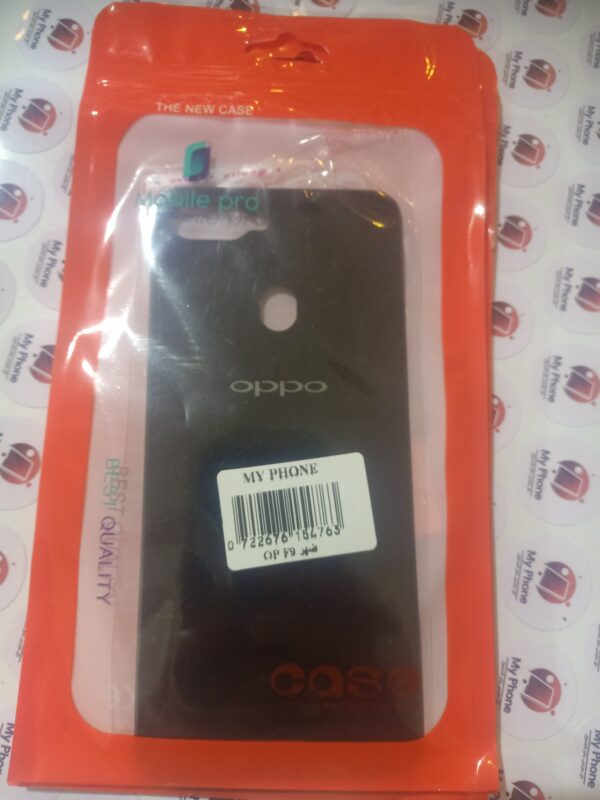 THE NEW CASE
Mobile pro
oppo
MY PHONE
0 722676 154763
OP F9
BEST QUALITY
case
My Phone